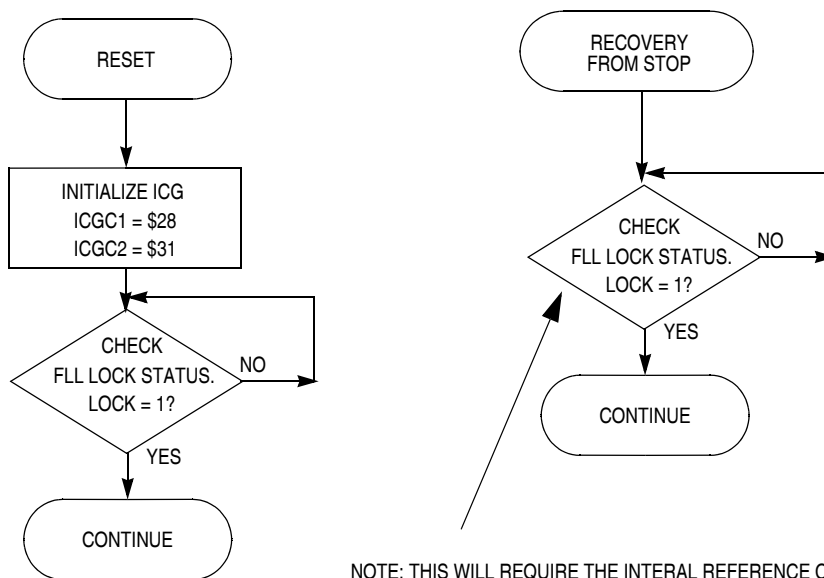 RESET
INITIALIZE ICG
ICGC1 = $28
ICGC2 = $31
CHECK
FLL LOCK STATUS.
LOCK = 1?
NO
YES
CONTINUE
RECOVERY
FROM STOP
CHECK
FLL LOCK STATUS.
LOCK = 1?
NO
YES
CONTINUE
NOTE: THIS WILL REQUIRE THE INTERAL REFERENCE